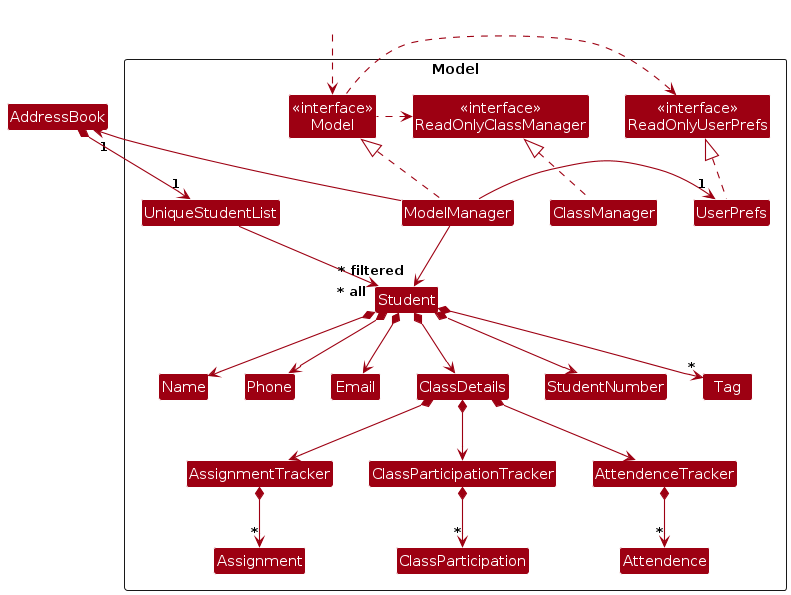 Model
«interface»
Model
«interface»
ReadOnlyClassManager
«interface»
ReadOnlyUserPrefs
AddressBook
1
1
1
UniqueStudentList
ModelManager
ClassManager
UserPrefs
* filtered
* all
Student
*
Name
Phone
Email
ClassDetails
StudentNumber
Tag
AssignmentTracker
ClassParticipationTracker
AttendenceTracker
*
*
*
Assignment
ClassParticipation
Attendence